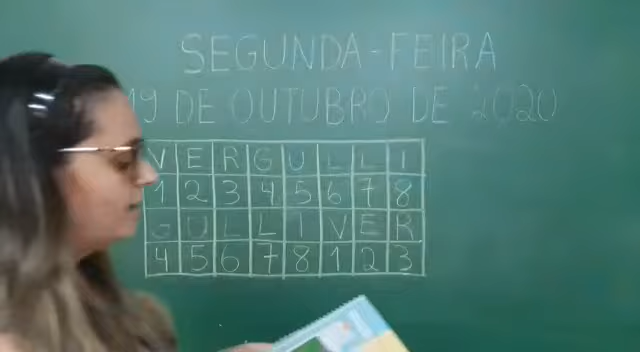 SEGUNDA-FEIRA
19 DE OUTUBRO DE 2020
V E R G U L L I
1 2 3 4 5 6 7 8
G U L L I V E R
4 5 6 7 8 1 2 3